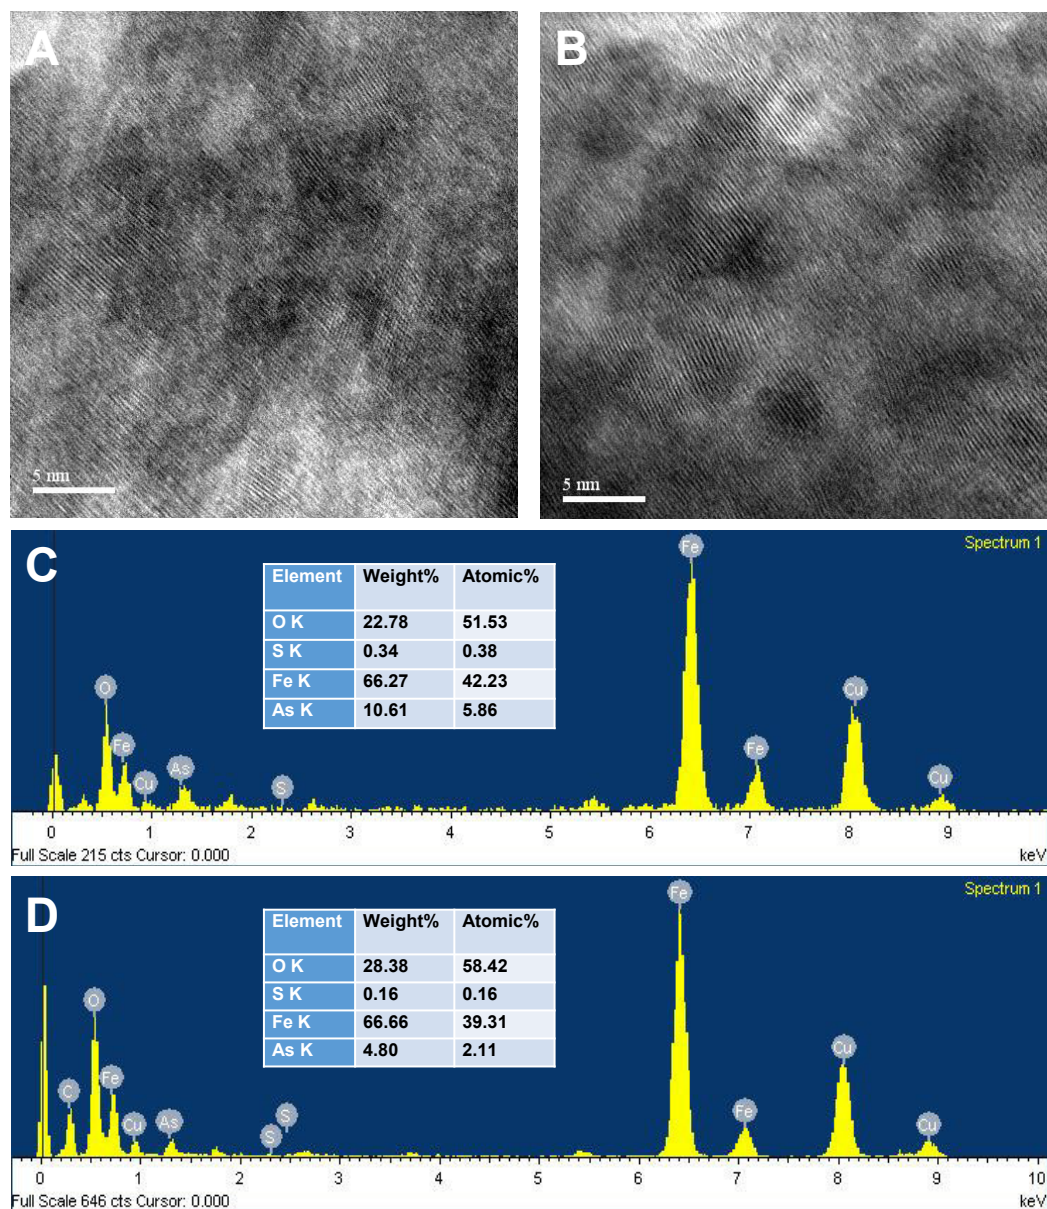 A
B
5 nm
5 nm
C
Spectrum 1
Element Weight% Atomic%
O K 22.78 51.53
S K 0.34 0.38
Fe K 66.27 42.23
As K 10.61 5.86
Fe
O
Fe
Cu
As
S
Fe
Cu
Cu
0 1 2 3 4 5 6 7 8 9
Full Scale 215 cts Cursor: 0.000 keV
D
Spectrum 1
Element Weight% Atomic%
O K 28.38 58.42
S K 0.16 0.16
Fe K 66.66 39.31
As K 4.80 2.11
Fe
O
C
Fe
Cu
As
S
S
Fe
Cu
Cu
0 1 2 3 4 5 6 7 8 9 10
Full Scale 646 cts Cursor: 0.000 keV